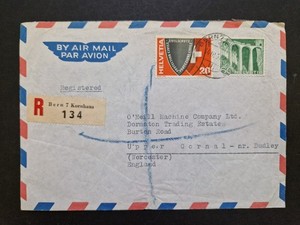 BY AIR MAIL
PAR AVION
HELVETIA
20
Registered
R
Bern 7 Kornhaus
134
O'Neill Machine Company Ltd.
Dormston Trading Estate
Burton Road
Upper Gornal-nr. Dudley
(Worcester)
England